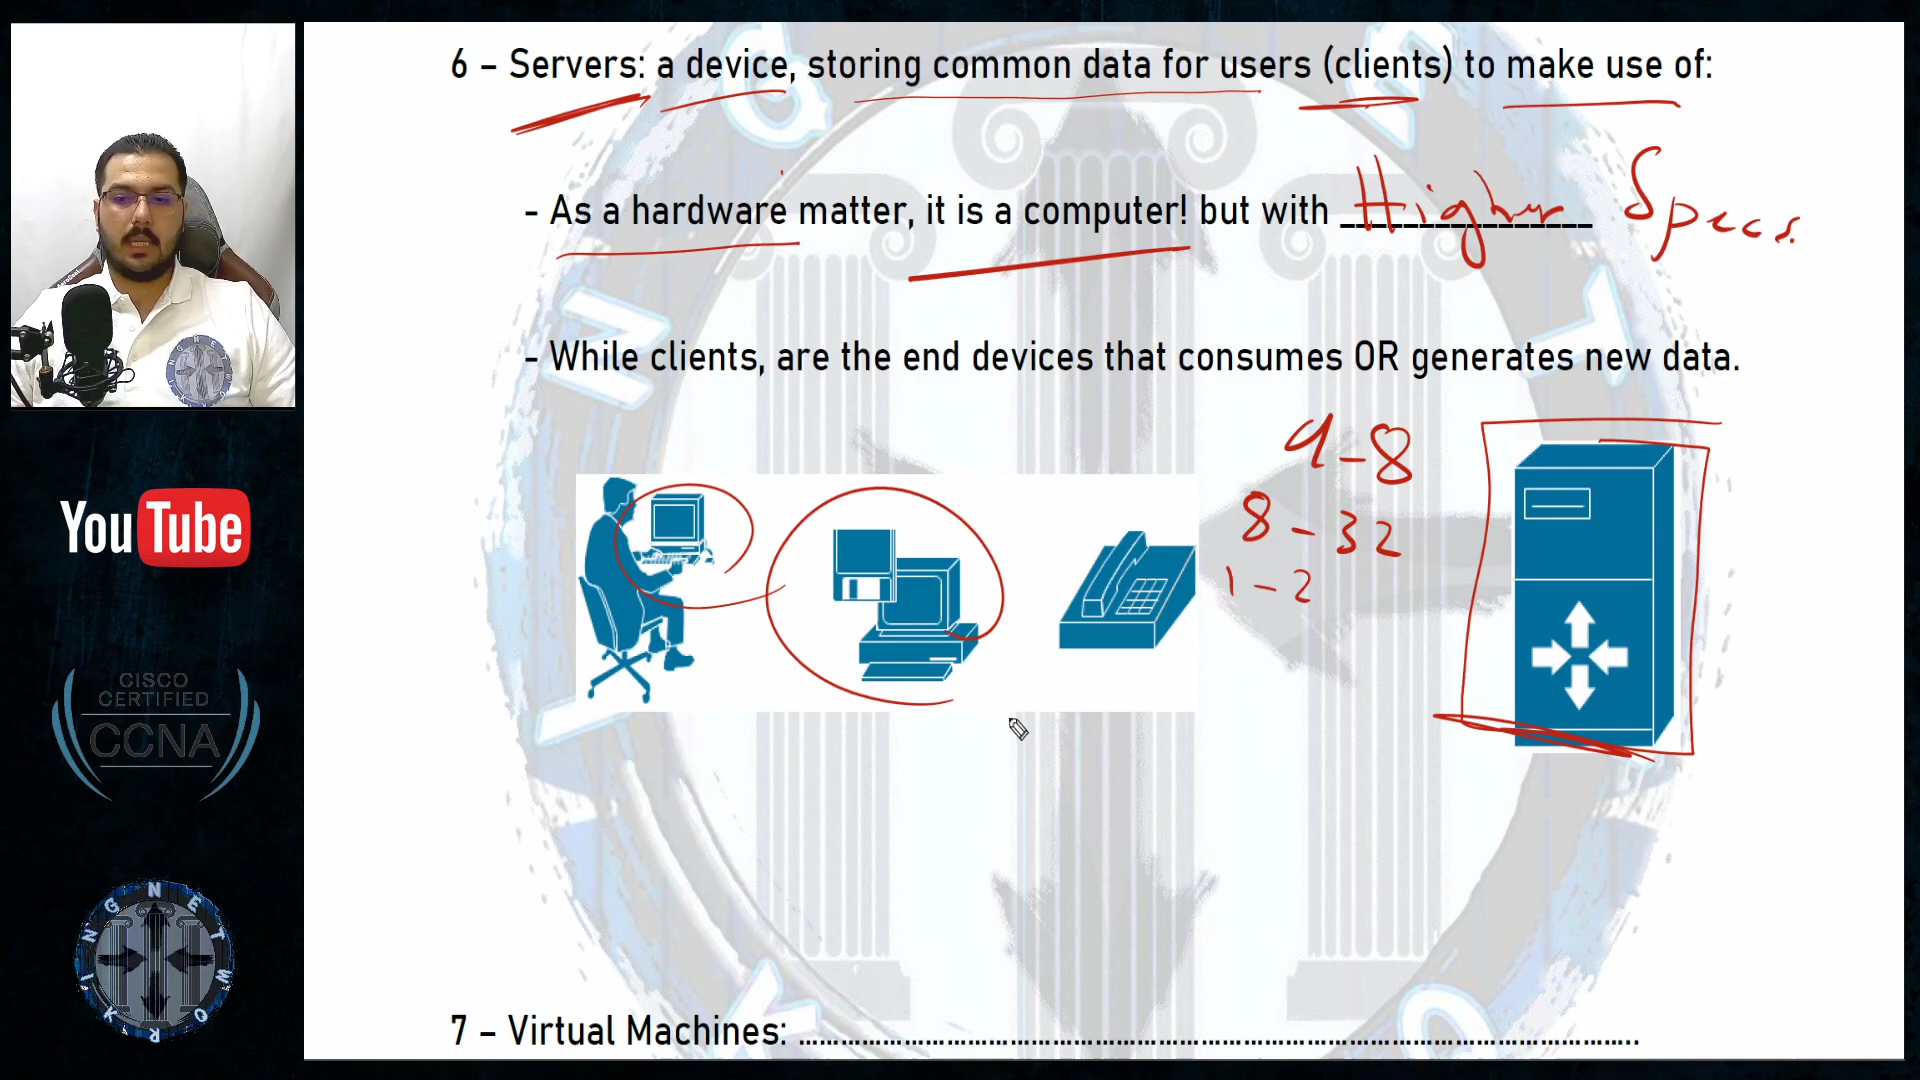 6 – Servers: a device, storing common data for users (clients) to make use of:
- As a hardware matter, it is a computer! but with Higher Specs.
- While clients, are the end devices that consumes OR generates new data.
4-8
8-32
1-2
YouTube
CISCO
CERTIFIED
CCNA
NETWORKING
7 – Virtual Machines: ........................................................................